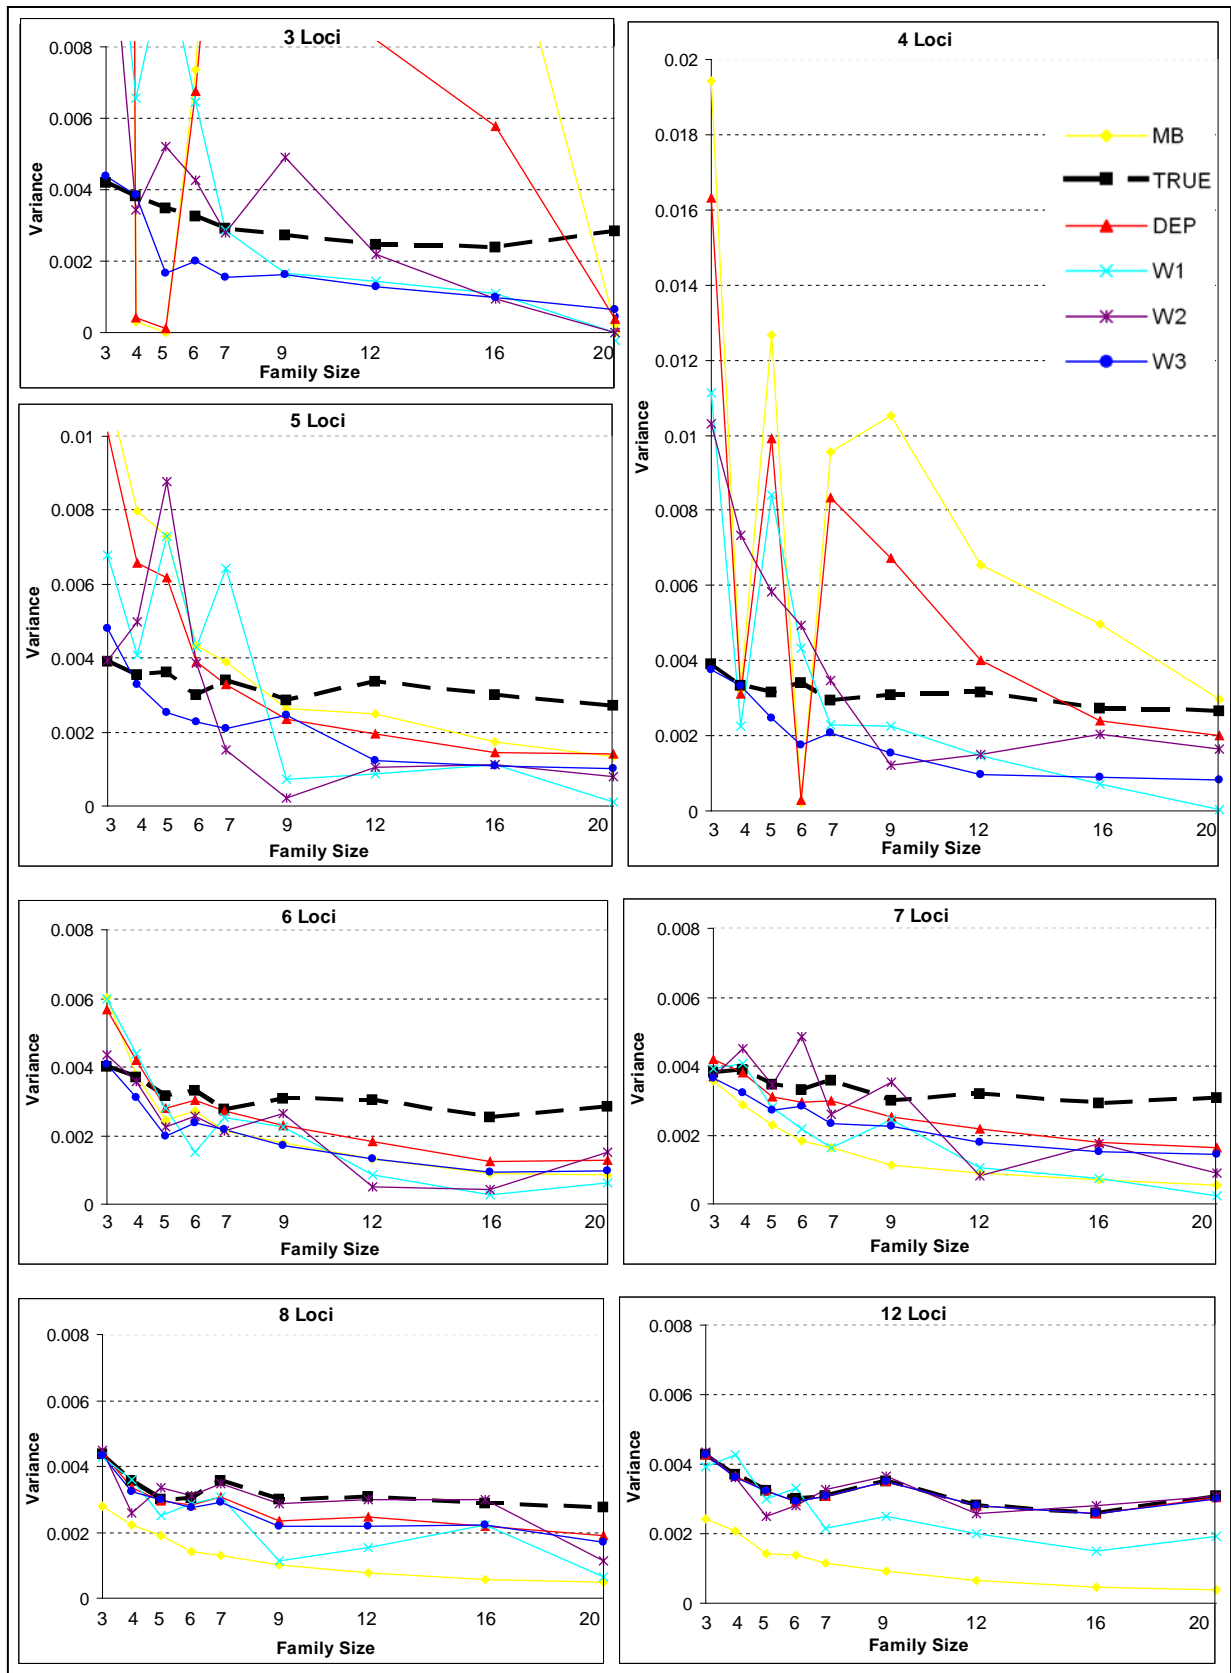 3 Loci
0.008
0.006
0.004
0.002
0
Variance
3 4 5 6 7 9 12 16 20
Family Size
4 Loci
0.02
0.018
0.016
0.014
0.012
0.01
0.008
0.006
0.004
0.002
0
Variance
MB
TRUE
DEP
W1
W2
W3
3 4 5 6 7 9 12 16 20
Family Size
5 Loci
0.01
0.008
0.006
0.004
0.002
0
Variance
3 4 5 6 7 9 12 16 20
Family Size
6 Loci
0.008
0.006
0.004
0.002
0
Variance
3 4 5 6 7 9 12 16 20
Family Size
7 Loci
0.008
0.006
0.004
0.002
0
Variance
3 4 5 6 7 9 12 16 20
Family Size
8 Loci
0.008
0.006
0.004
0.002
0
Variance
3 4 5 6 7 9 12 16 20
Family Size
12 Loci
0.008
0.006
0.004
0.002
0
Variance
3 4 5 6 7 9 12 16 20
Family Size